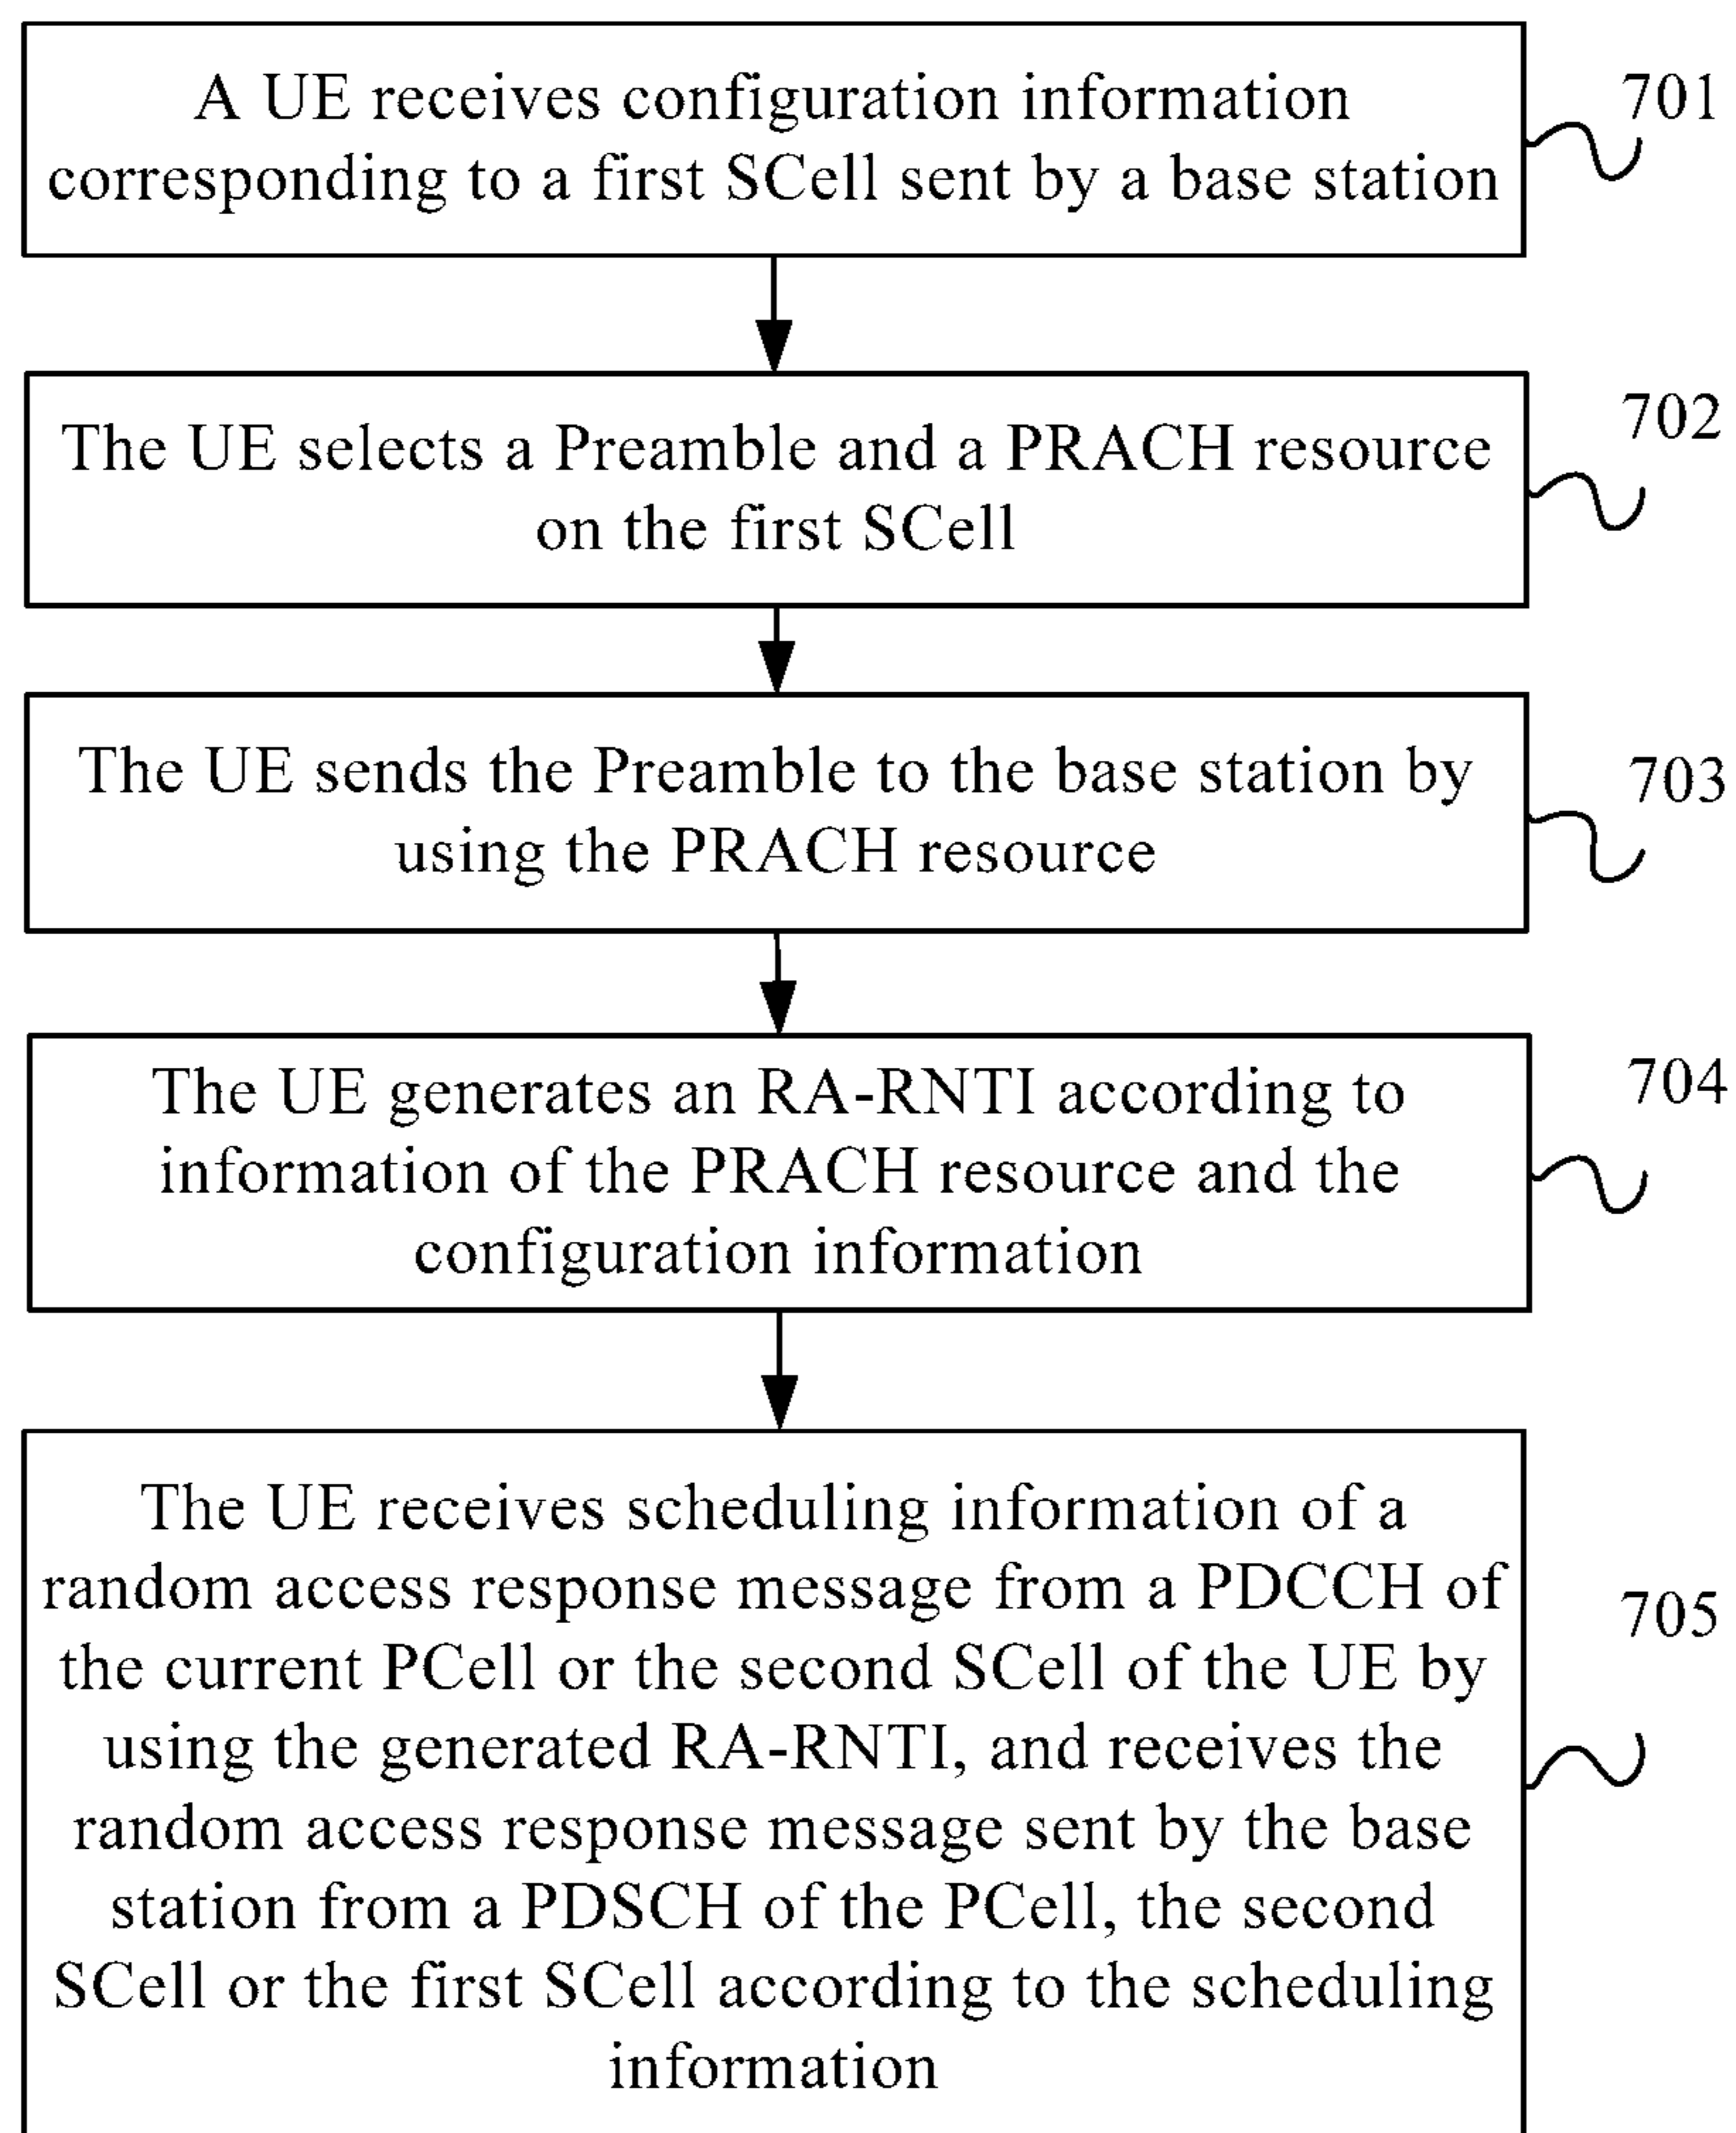 A UE receives configuration information
corresponding to a first SCell sent by a base station
701
The UE selects a Preamble and a PRACH resource
on the first SCell
702
The UE sends the Preamble to the base station by
using the PRACH resource
703
The UE generates an RA-RNTI according to
information of the PRACH resource and the
configuration information
704
The UE receives scheduling information of a
random access response message from a PDCCH of
the current PCell or the second SCell of the UE by
using the generated RA-RNTI, and receives the
random access response message sent by the base
station from a PDSCH of the PCell, the second
SCell or the first SCell according to the scheduling
information
705